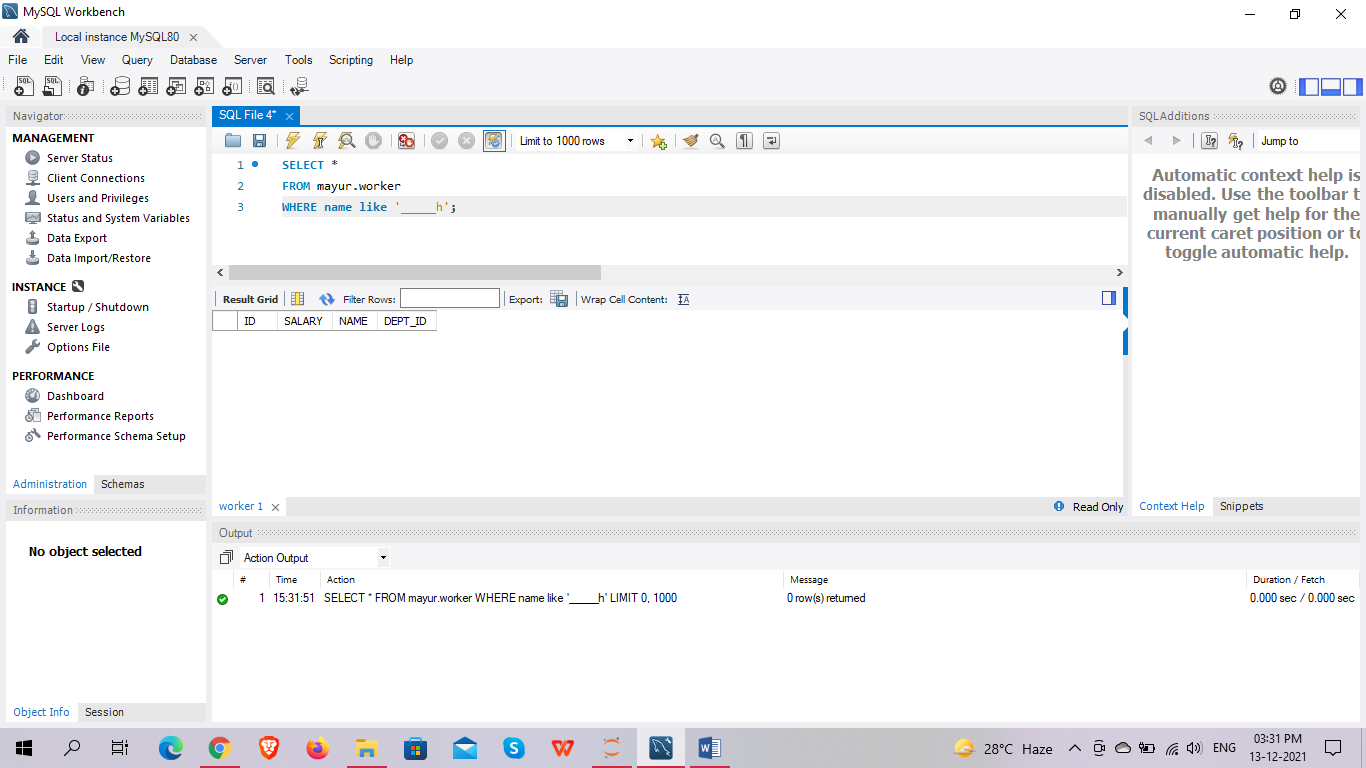 MySQL Workbench
Local instance MySQL80
File Edit View Query Database Server Tools Scripting Help
Navigator
MANAGEMENT
Server Status
Client Connections
Users and Privileges
Status and System Variables
Data Export
Data Import/Restore
INSTANCE
Startup / Shutdown
Server Logs
Options File
PERFORMANCE
Dashboard
Performance Reports
Performance Schema Setup
Administration Schemas
Information
No object selected
Object Info Session
SQL File 4*
Limit to 1000 rows
1 SELECT *
2 FROM mayur.worker
3 WHERE name like '_____h';
Result Grid Filter Rows: Export: Wrap Cell Content:
ID SALARY NAME DEPT_ID
worker 1 Read Only
SQLAdditions
Jump to
Automatic context help is
disabled. Use the toolbar t
manually get help for the
current caret position or to
toggle automatic help.
Context Help Snippets
Output
Action Output
# Time Action Message Duration / Fetch
1 15:31:51 SELECT * FROM mayur.worker WHERE name like '_____h' LIMIT 0, 1000 0 row(s) returned 0.000 sec / 0.000 sec
28°C Haze ENG 03:31 PM
13-12-2021